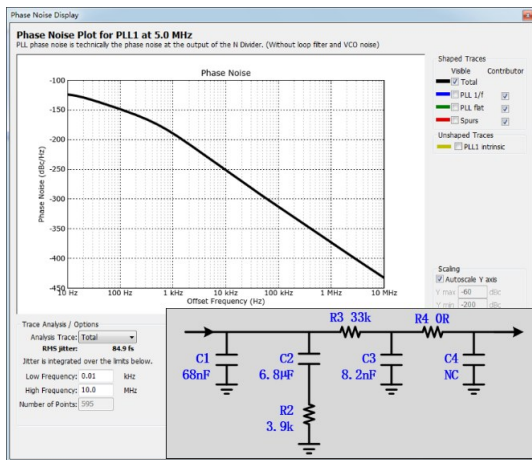 Phase Noise Display
Phase Noise Plot for PLL1 at 5.0 MHz
PLL phase noise is technically the phase noise at the output of the N Divider. (Without loop filter and VCO noise)
Phase Noise
Phase Noise (dBc/Hz)
-100
-150
-200
-250
-300
-350
-400
-450
10 Hz
100 Hz
1 kHz
10 kHz
100 kHz
1 MHz
10 MHz
Offset Frequency (Hz)
Shaped Traces
Visible Contributor
Total
PLL 1/f
PLL flat
Spurs
Unshaped Traces
PLL1 intrinsic
Scaling
Autoscale Y axis
Y max -60 dBc
Y min -200 dBc
Trace Analysis / Options
Analysis Trace: Total
RMS jitter: 84.9 fs
Jitter is integrated over the limits below.
Low Frequency: 0.01 kHz
High Frequency: 10.0 MHz
Number of Points: 595
R3 33k
R4 0R
C1
68nF
C2
6.8µF
C3
8.2nF
C4
NC
R2
3.9k